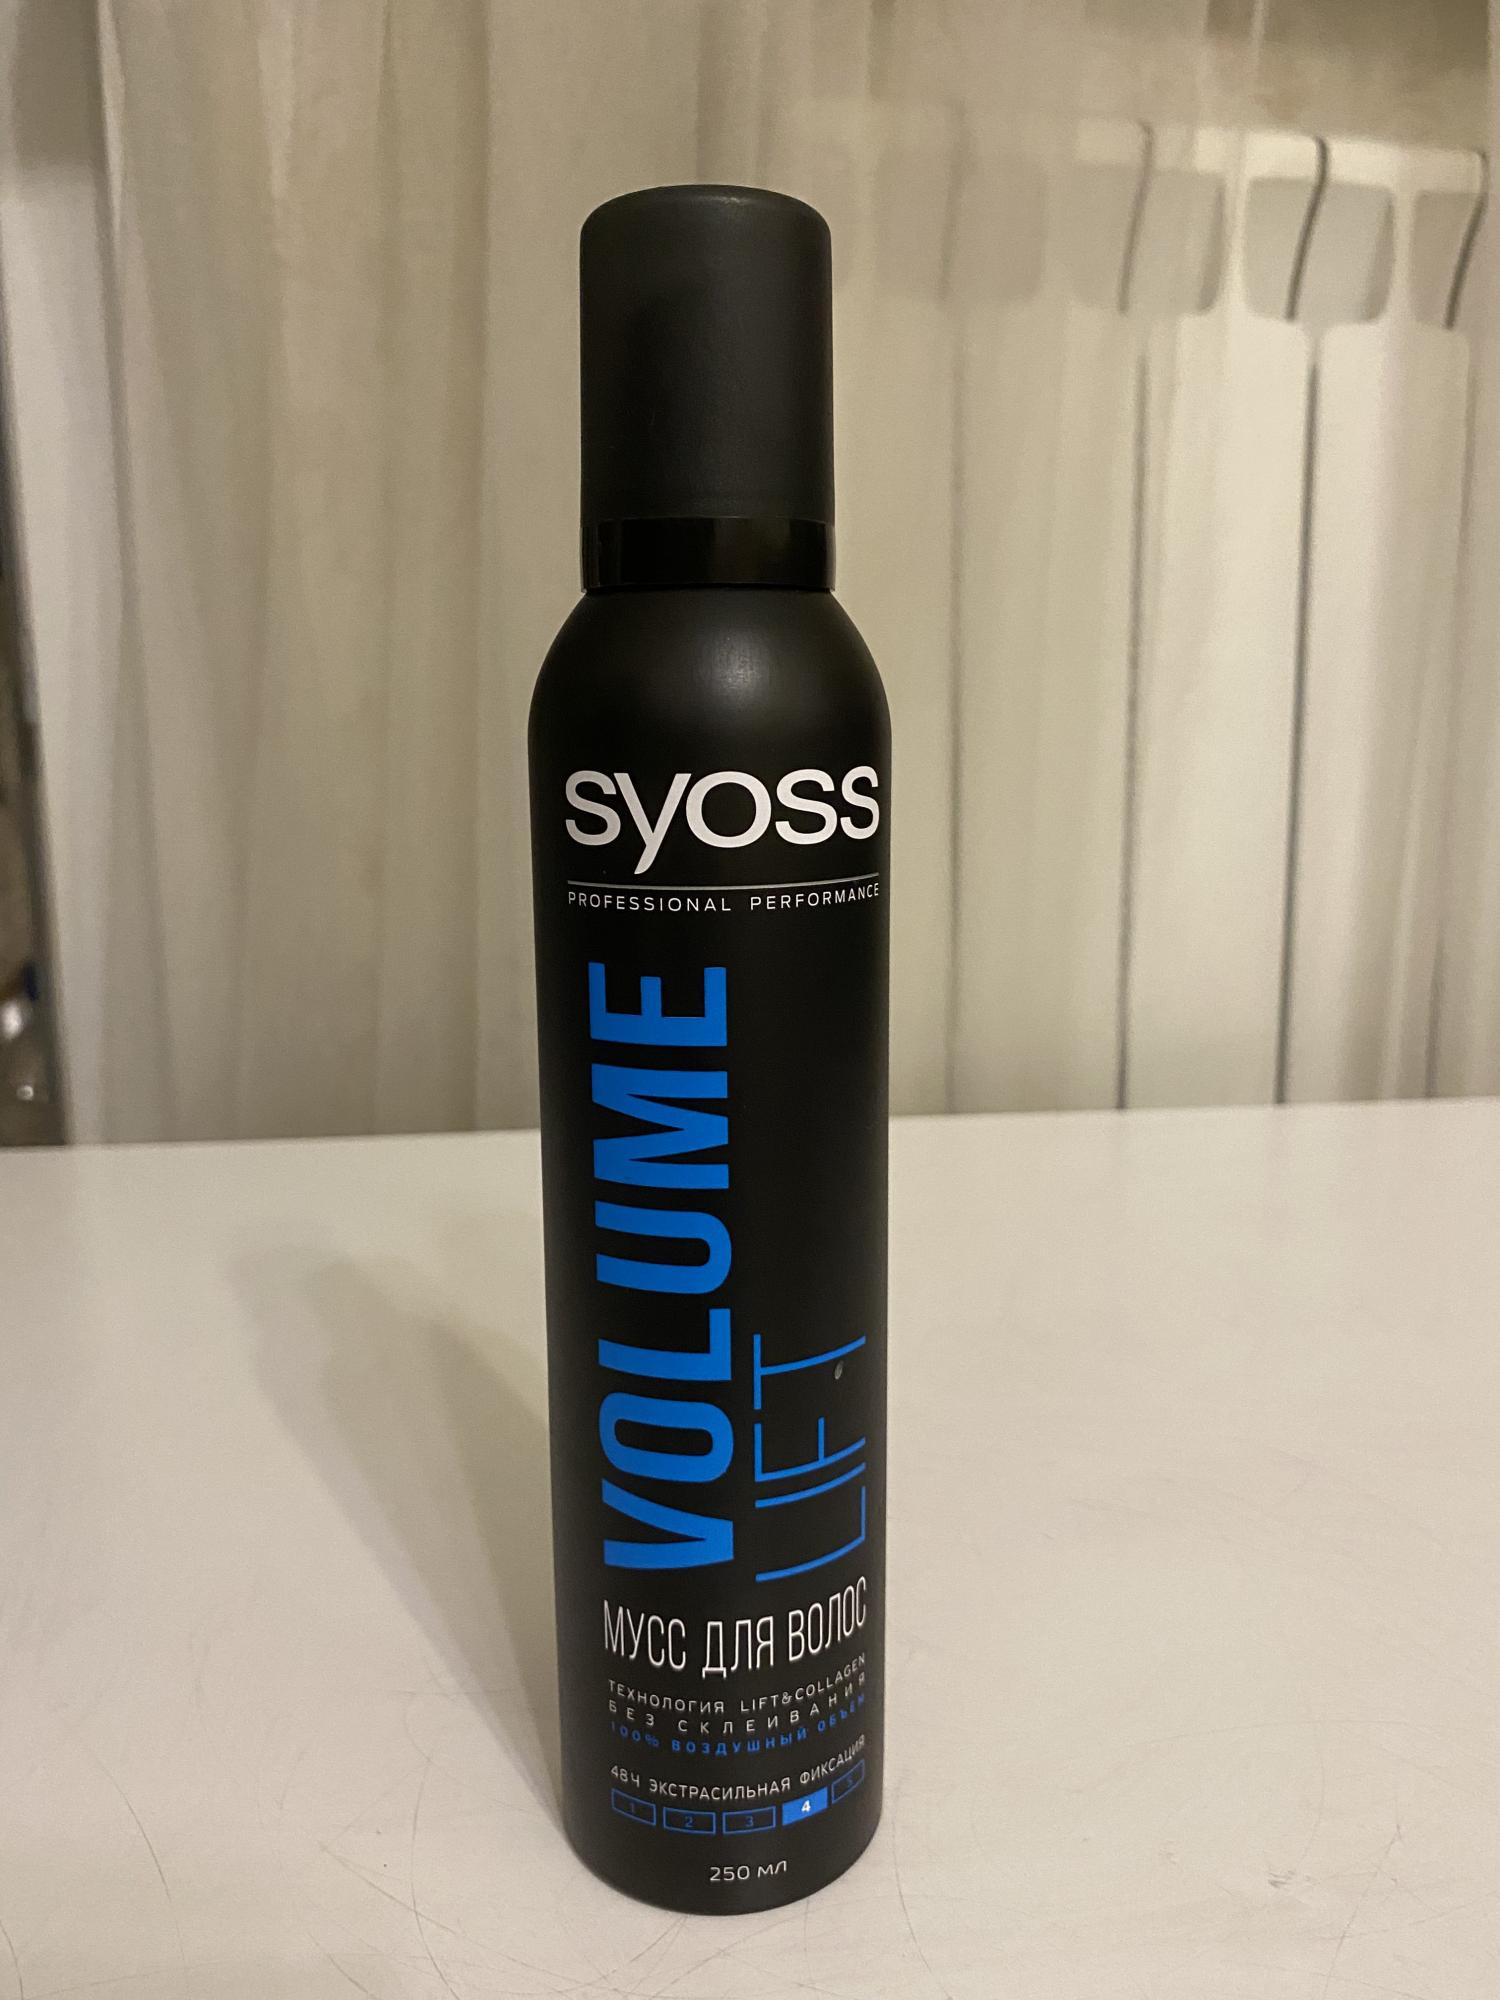 syoss
PROFESSIONAL PERFORMANCE
VOLUME
LIFT
МУСС ДЛЯ ВОЛОС
ТЕХНОЛОГИЯ LIFT&COLLAGEN
БЕЗ СКЛЕИВАНИЯ
100% ВОЗДУШНЫЙ ОБЪЕМ
48Ч ЭКСТРАСИЛЬНАЯ ФИКСАЦИЯ
1 2 3 4 5
250 мл